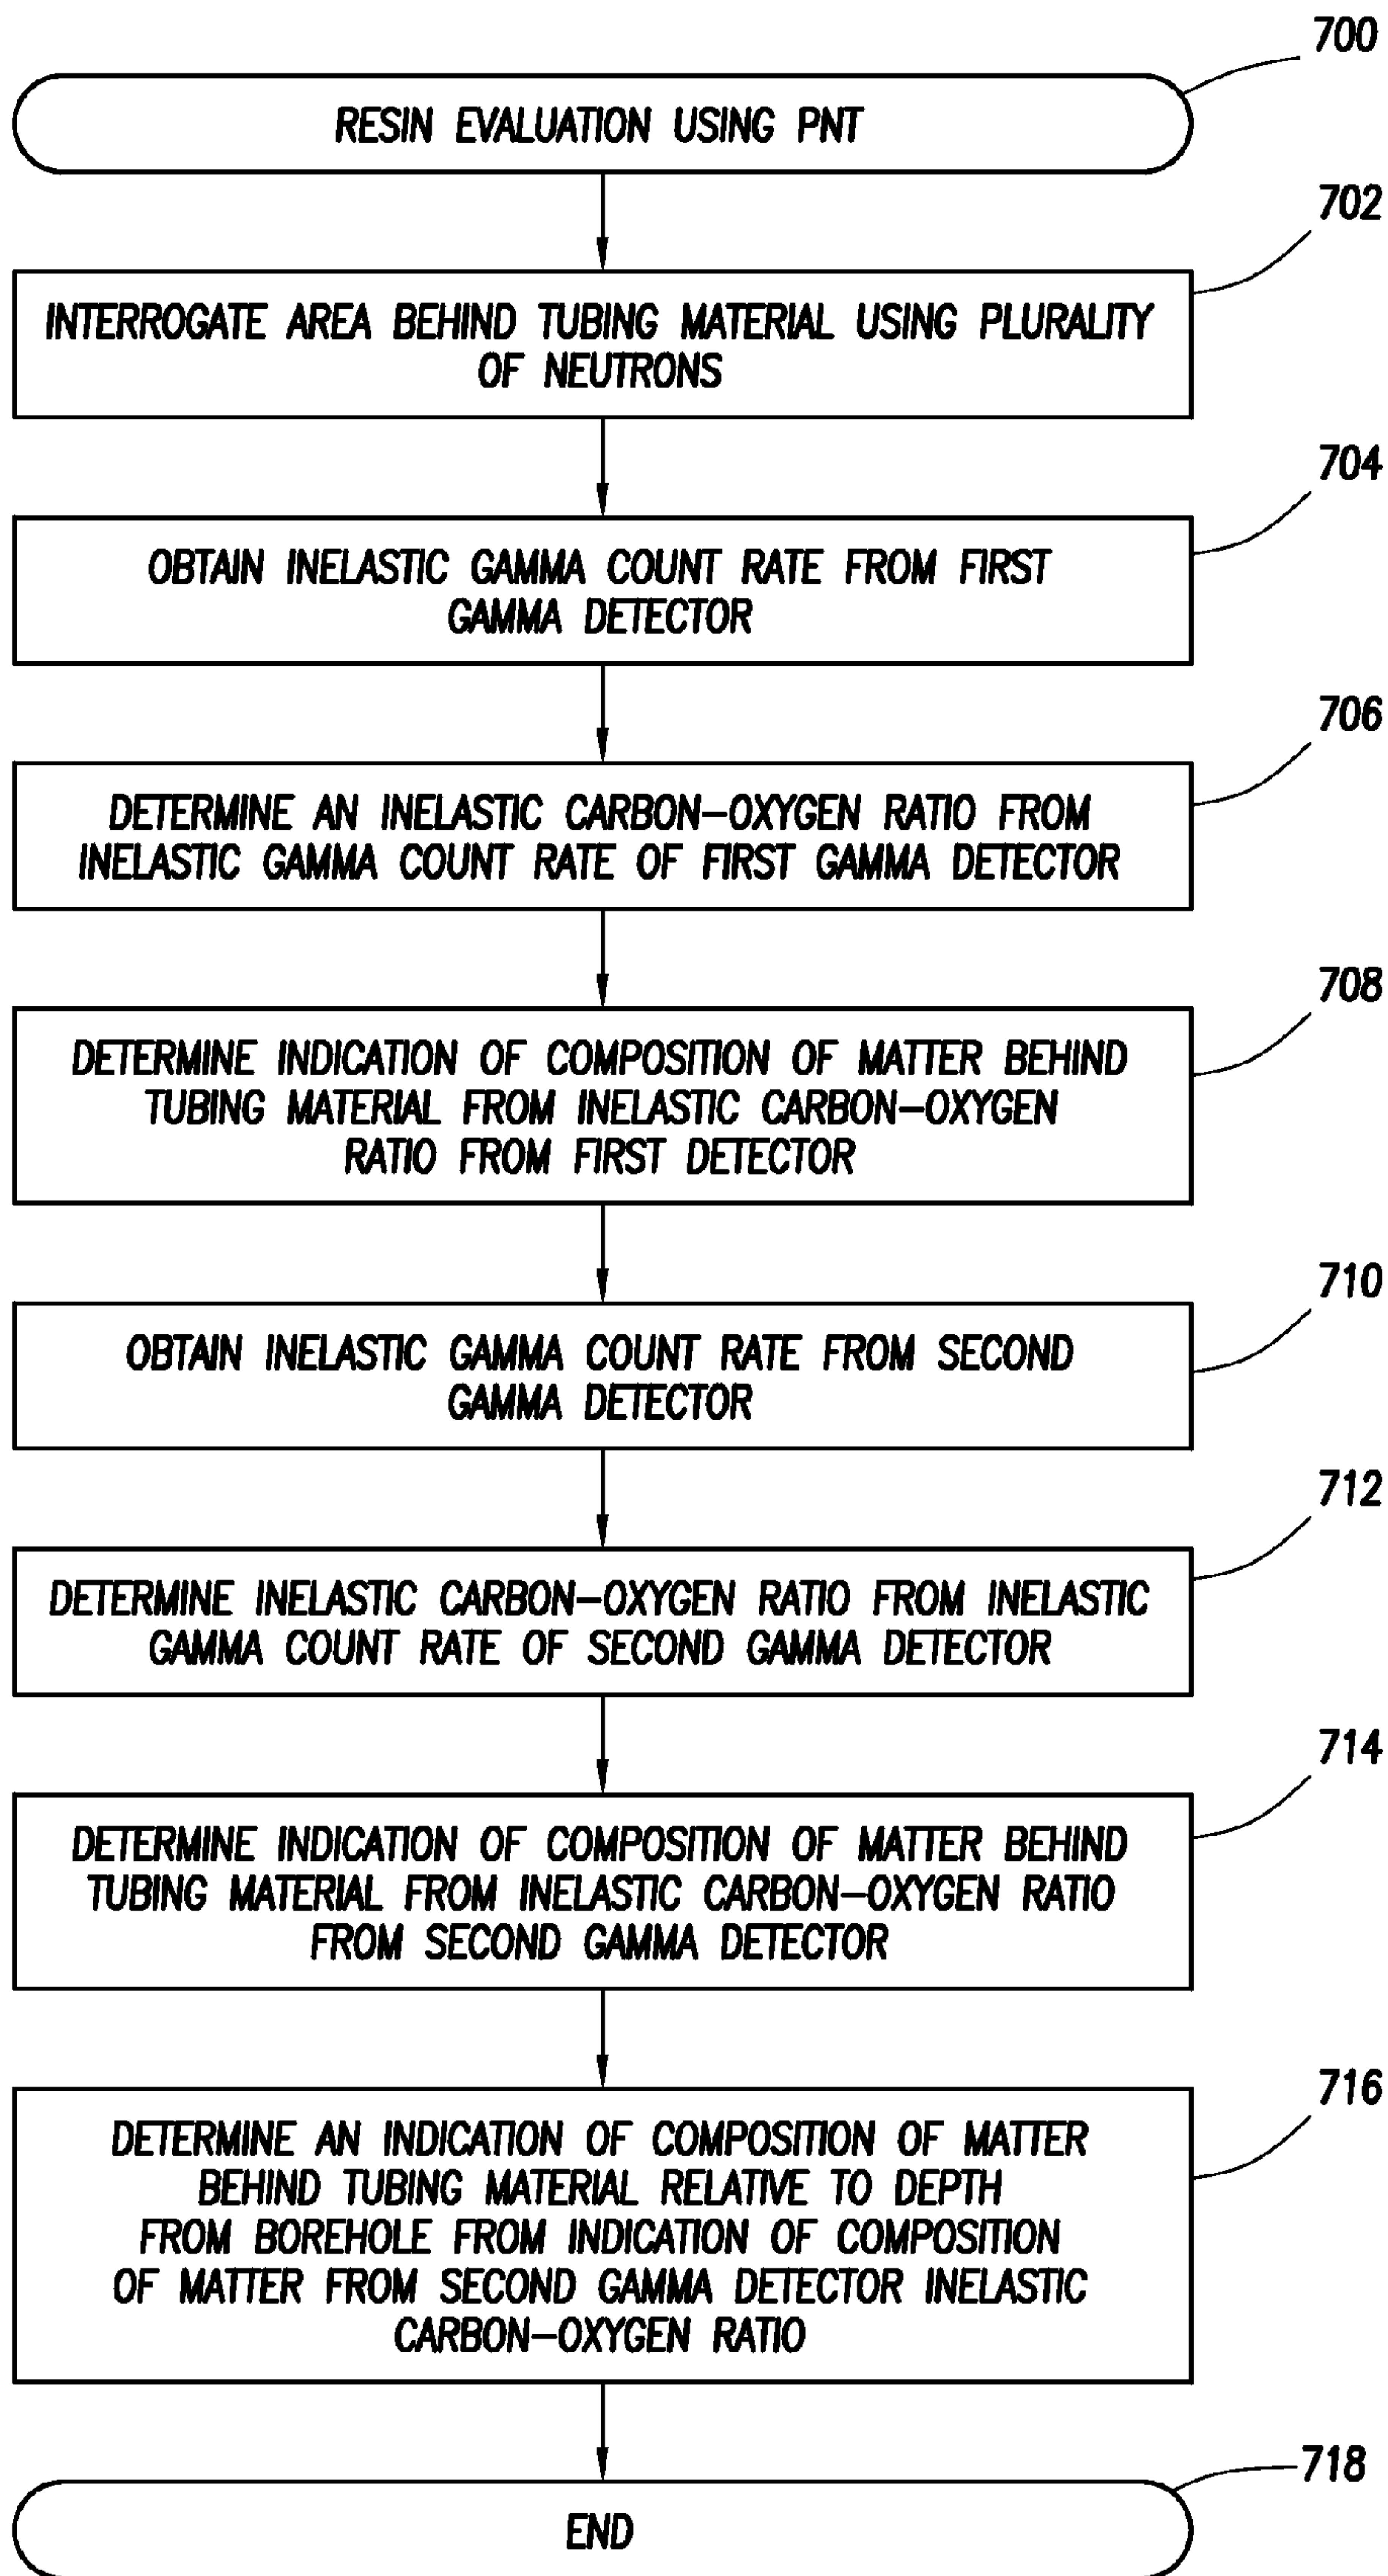 700
RESIN EVALUATION USING PNT
702
INTERROGATE AREA BEHIND TUBING MATERIAL USING PLURALITY
OF NEUTRONS
704
OBTAIN INELASTIC GAMMA COUNT RATE FROM FIRST
GAMMA DETECTOR
706
DETERMINE AN INELASTIC CARBON-OXYGEN RATIO FROM
INELASTIC GAMMA COUNT RATE OF FIRST GAMMA DETECTOR
708
DETERMINE INDICATION OF COMPOSITION OF MATTER BEHIND
TUBING MATERIAL FROM INELASTIC CARBON-OXYGEN
RATIO FROM FIRST DETECTOR
710
OBTAIN INELASTIC GAMMA COUNT RATE FROM SECOND
GAMMA DETECTOR
712
DETERMINE INELASTIC CARBON-OXYGEN RATIO FROM INELASTIC
GAMMA COUNT RATE OF SECOND GAMMA DETECTOR
714
DETERMINE INDICATION OF COMPOSITION OF MATTER BEHIND
TUBING MATERIAL FROM INELASTIC CARBON-OXYGEN RATIO
FROM SECOND GAMMA DETECTOR
716
DETERMINE AN INDICATION OF COMPOSITION OF MATTER
BEHIND TUBING MATERIAL RELATIVE TO DEPTH
FROM BOREHOLE FROM INDICATION OF COMPOSITION
OF MATTER FROM SECOND GAMMA DETECTOR INELASTIC
CARBON-OXYGEN RATIO
718
END